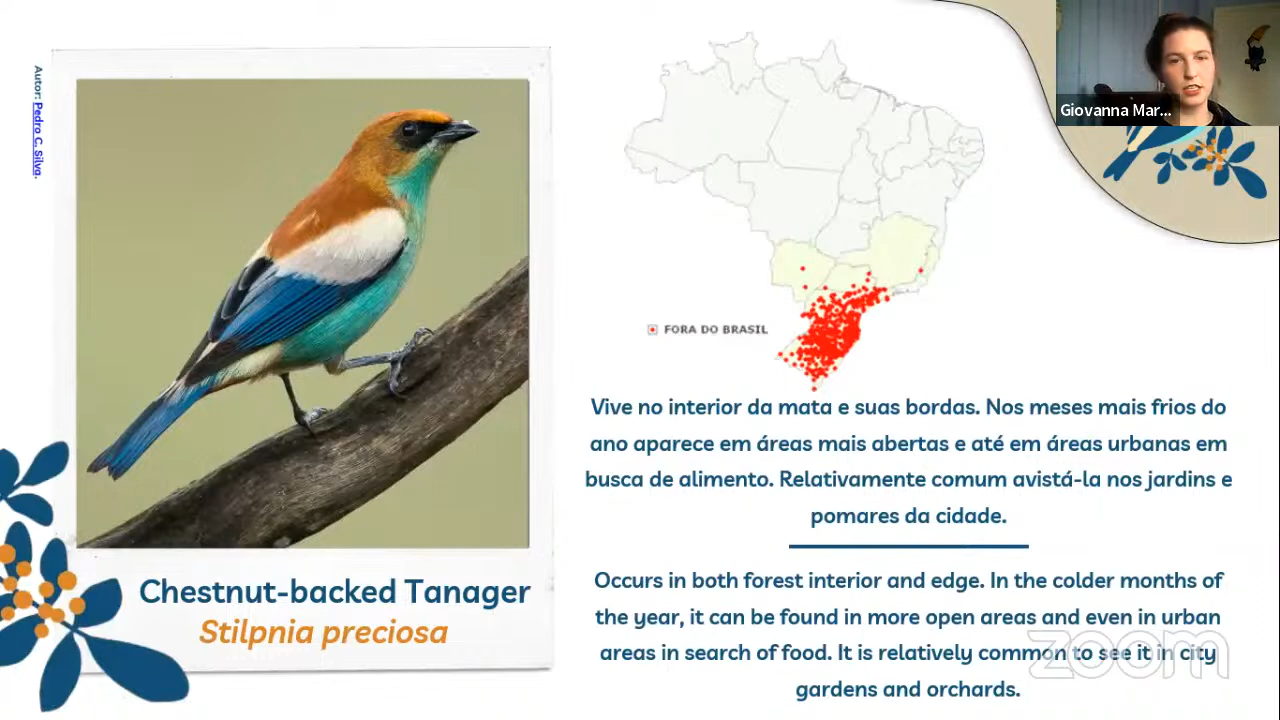 Autor: Pedro C. Silva.
Giovanna Mar...
FORA DO BRASIL
Vive no interior da mata e suas bordas. Nos meses mais frios do
ano aparece em áreas mais abertas e até em áreas urbanas em
busca de alimento. Relativamente comum avistá-la nos jardins e
pomares da cidade.
Chestnut-backed Tanager
Stilpnia preciosa
Occurs in both forest interior and edge. In the colder months of
the year, it can be found in more open areas and even in urban
areas in search of food. It is relatively common to see it in city
gardens and orchards.
zoom